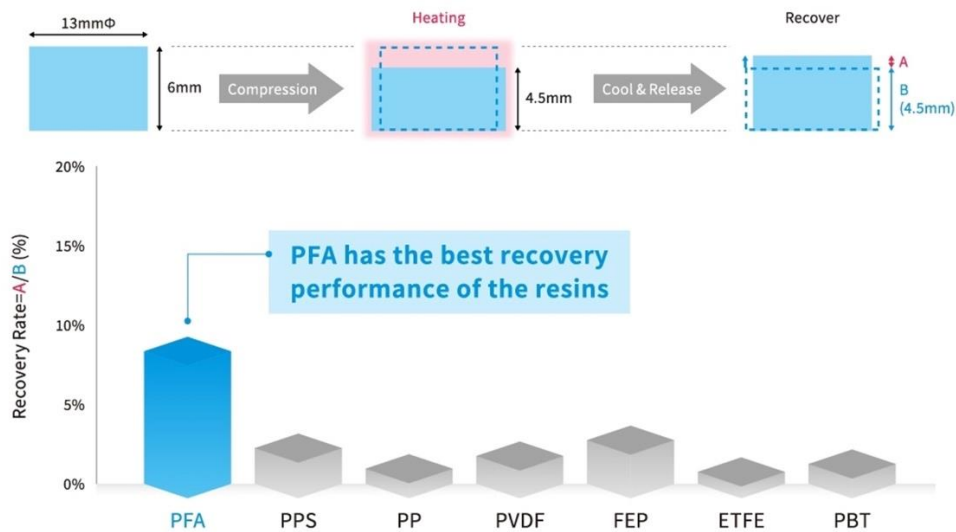 13mmΦ
6mm
Compression
Heating
4.5mm
Cool & Release
Recover
A
B
(4.5mm)
Recovery Rate=A/B (%)
20%
15%
10%
5%
0%
PFA has the best recovery
performance of the resins
PFA
PPS
PP
PVDF
FEP
ETFE
PBT